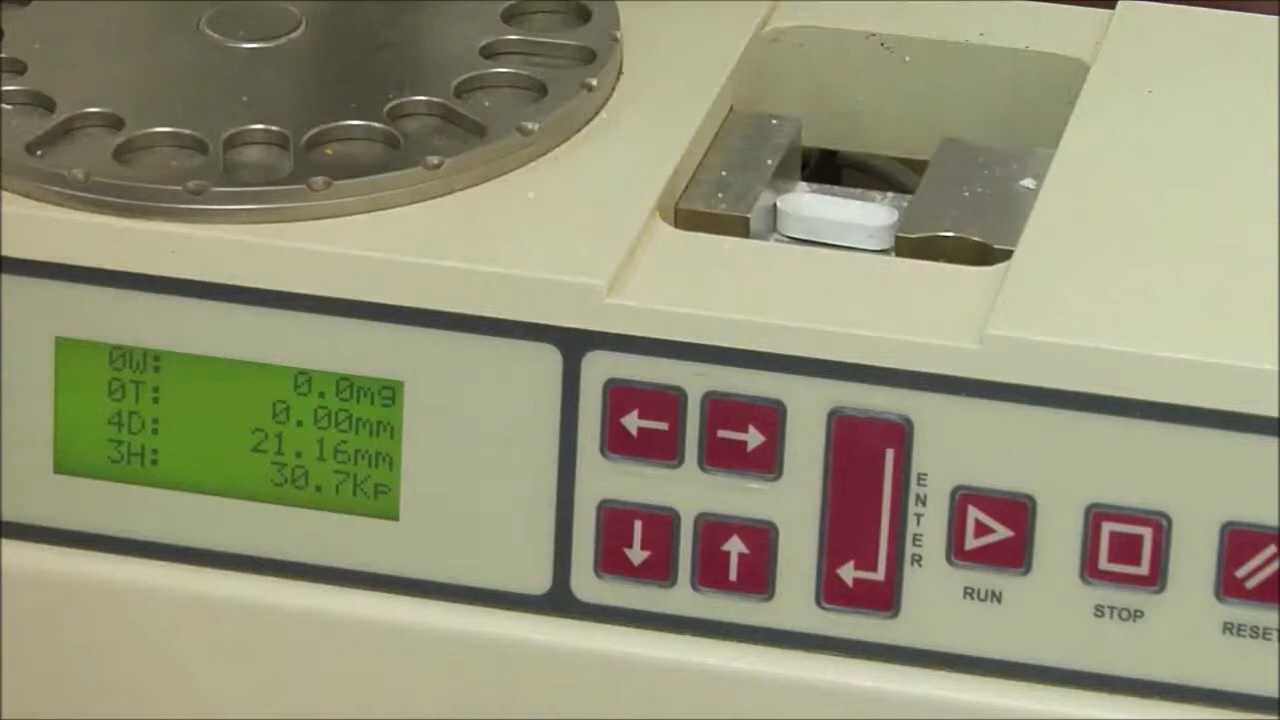 0W: 0.0mg
0T: 0.00mm
4D: 21.16mm
3H: 30.7Kp
ENTER
RUN
STOP
RESET